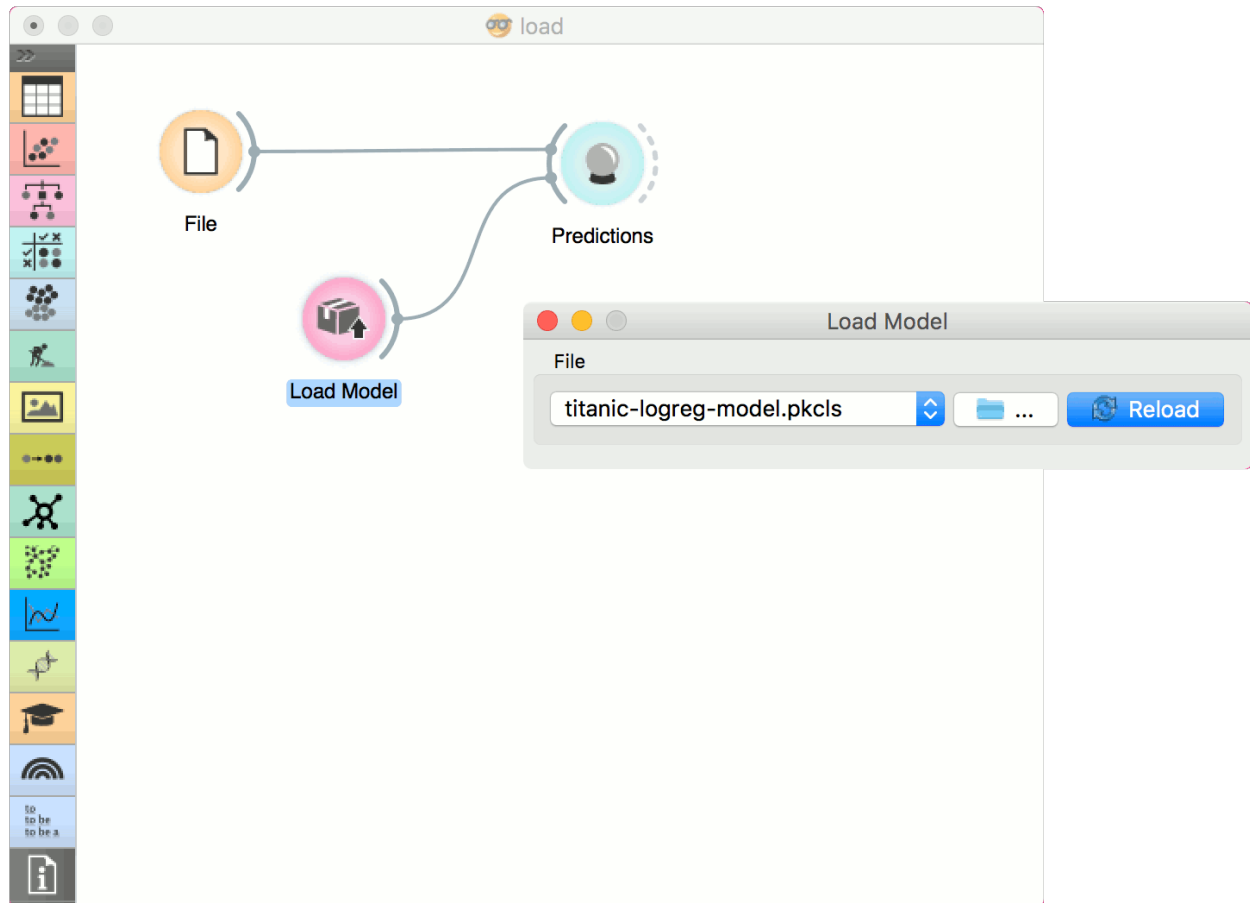 load
File
Predictions
Load Model
Load Model
File
titanic-logreg-model.pkcls
...
Reload
to
to be
to be a